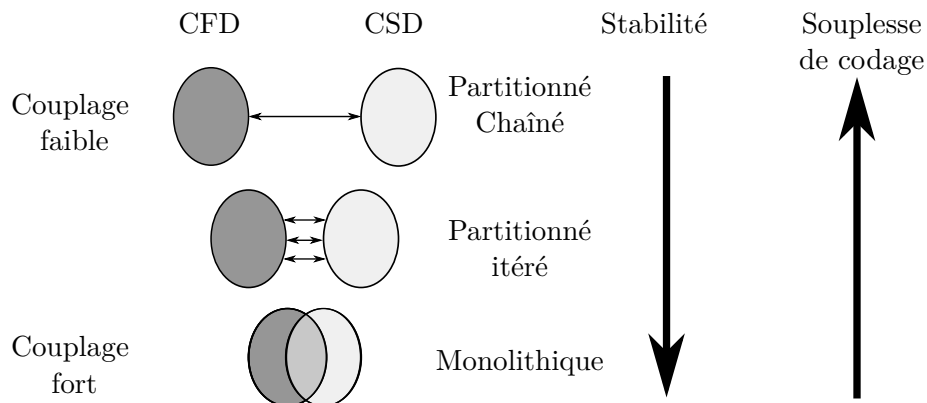 CFD
CSD
Stabilité
Souplesse
de codage
Couplage
faible
Partitionné
Chaîné
Partitionné
itéré
Couplage
fort
Monolithique